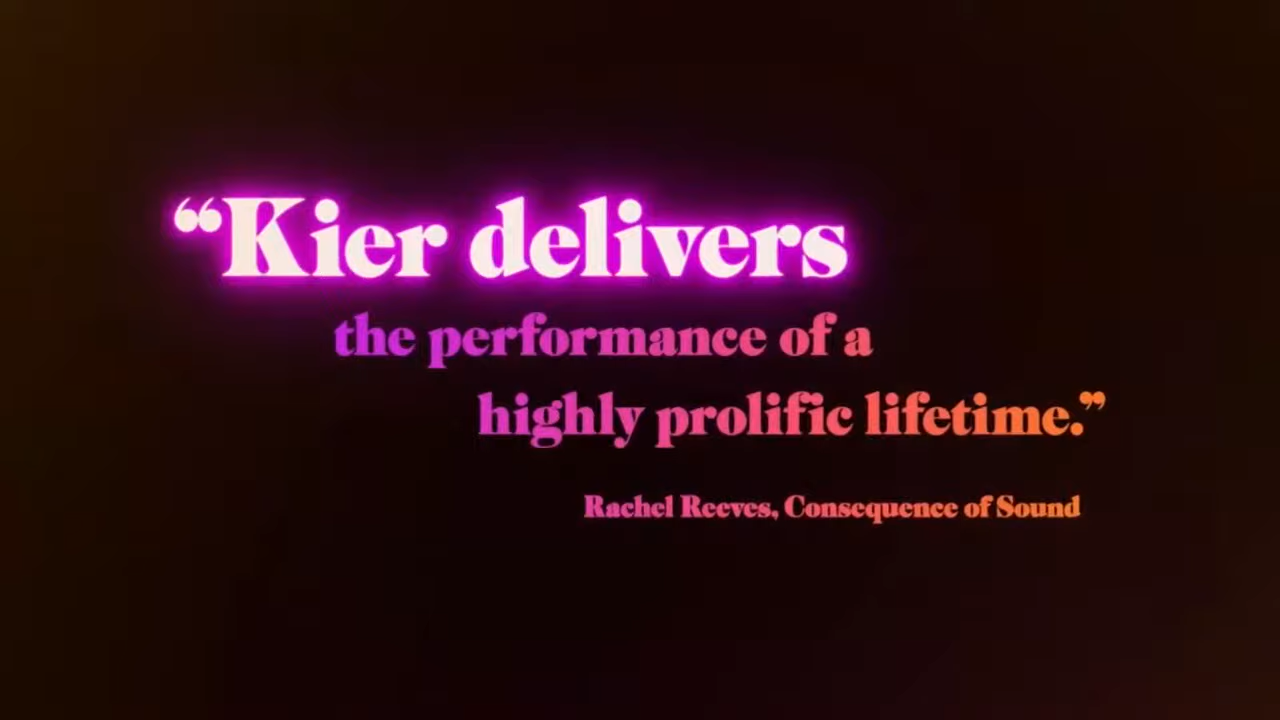 “Kier delivers
the performance of a
highly prolific lifetime.”
Rachel Reeves, Consequence of Sound